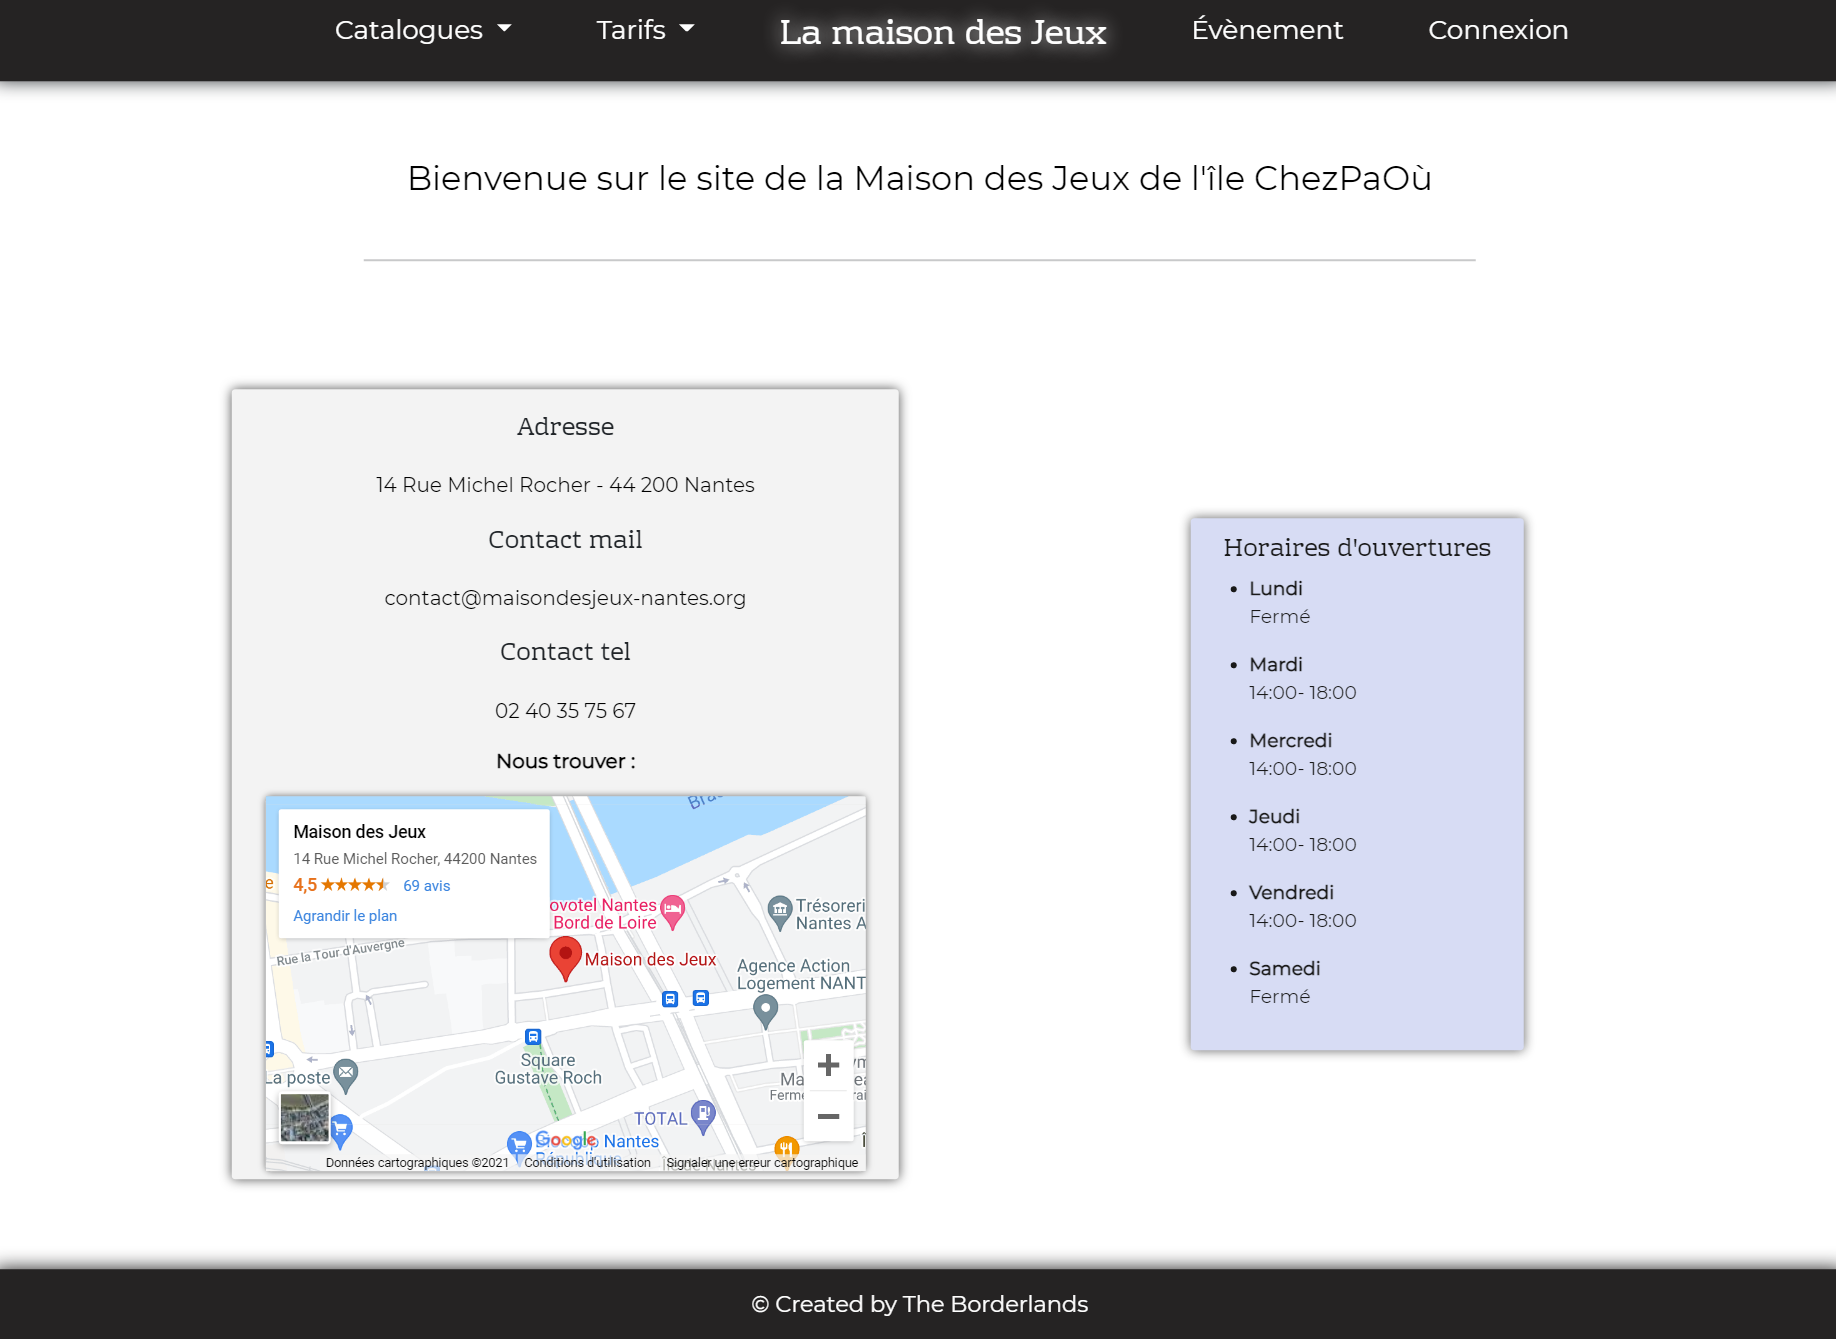 Catalogues
Tarifs
La maison des Jeux
Évènement
Connexion
Bienvenue sur le site de la Maison des Jeux de l'île ChezPaOù
Adresse
14 Rue Michel Rocher - 44 200 Nantes
Contact mail
contact@maisondesjeux-nantes.org
Contact tel
02 40 35 75 67
Nous trouver :
Maison des Jeux
14 Rue Michel Rocher, 44200 Nantes
4,5
69 avis
Agrandir le plan
ovotel Nantes
Bord de Loire
Trésoreri
Nantes A
Rue la Tour d'Auvergne
Maison des Jeux
Agence Action
Logement NANT
Square
Gustave Roch
La poste
TOTAL
Google
Nantes
Données cartographiques ©2021
Conditions d'utilisation
Signaler une erreur cartographique
Horaires d'ouvertures
Lundi
Fermé
Mardi
14:00- 18:00
Mercredi
14:00- 18:00
Jeudi
14:00- 18:00
Vendredi
14:00- 18:00
Samedi
Fermé
© Created by The Borderlands